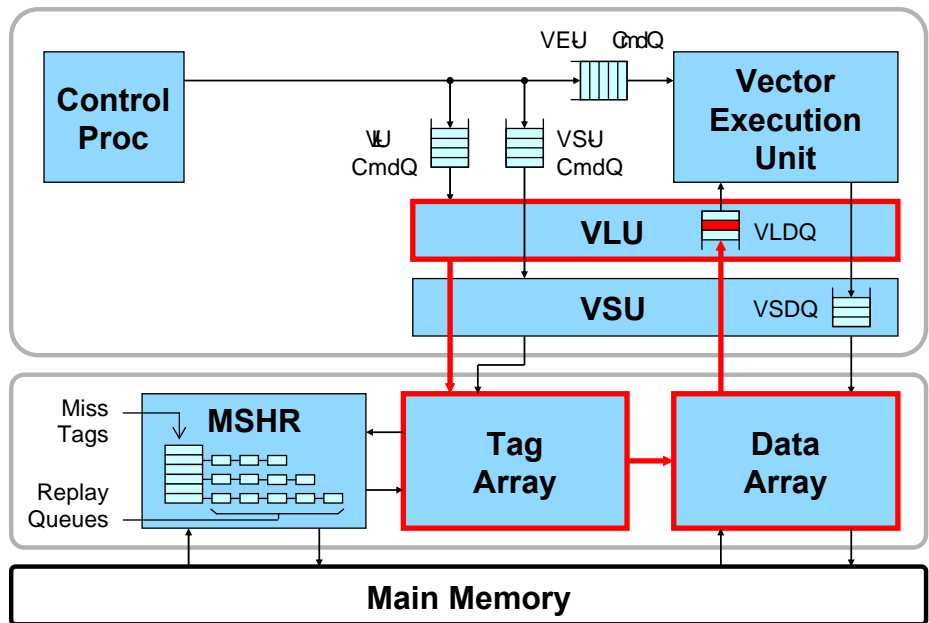 VEU-CmdQ
Control
Proc
Vector
Execution
Unit
VLU
CmdQ
VSU-
CmdQ
VLU
VLDQ
VSU
VSDQ
Miss
Tags
MSHR
Tag
Array
Data
Array
Replay
Queues
Main Memory